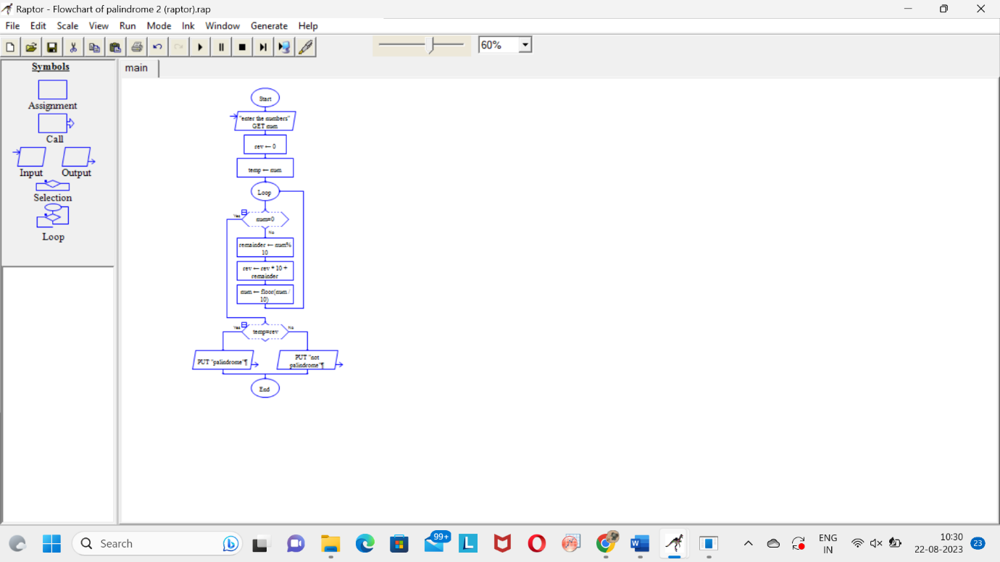 Raptor - Flowchart of palindrome 2 (raptor).rap
File Edit Scale View Run Mode Ink Window Generate Help
60%
Symbols
main
Assignment
Call
Input Output
Selection
Loop
Start
"enter the numbers"
GET num
rev ← 0
temp ← num
Loop
Yes
num=0
No
remainder ← num%
10
rev ← rev * 10 +
remainder
num ← floor(num /
10)
Yes
temp=rev
No
PUT "palindrome"¶
PUT "not
palindrome"¶
End
Search
99+
L
W
ENG
IN
10:30
22-08-2023
23